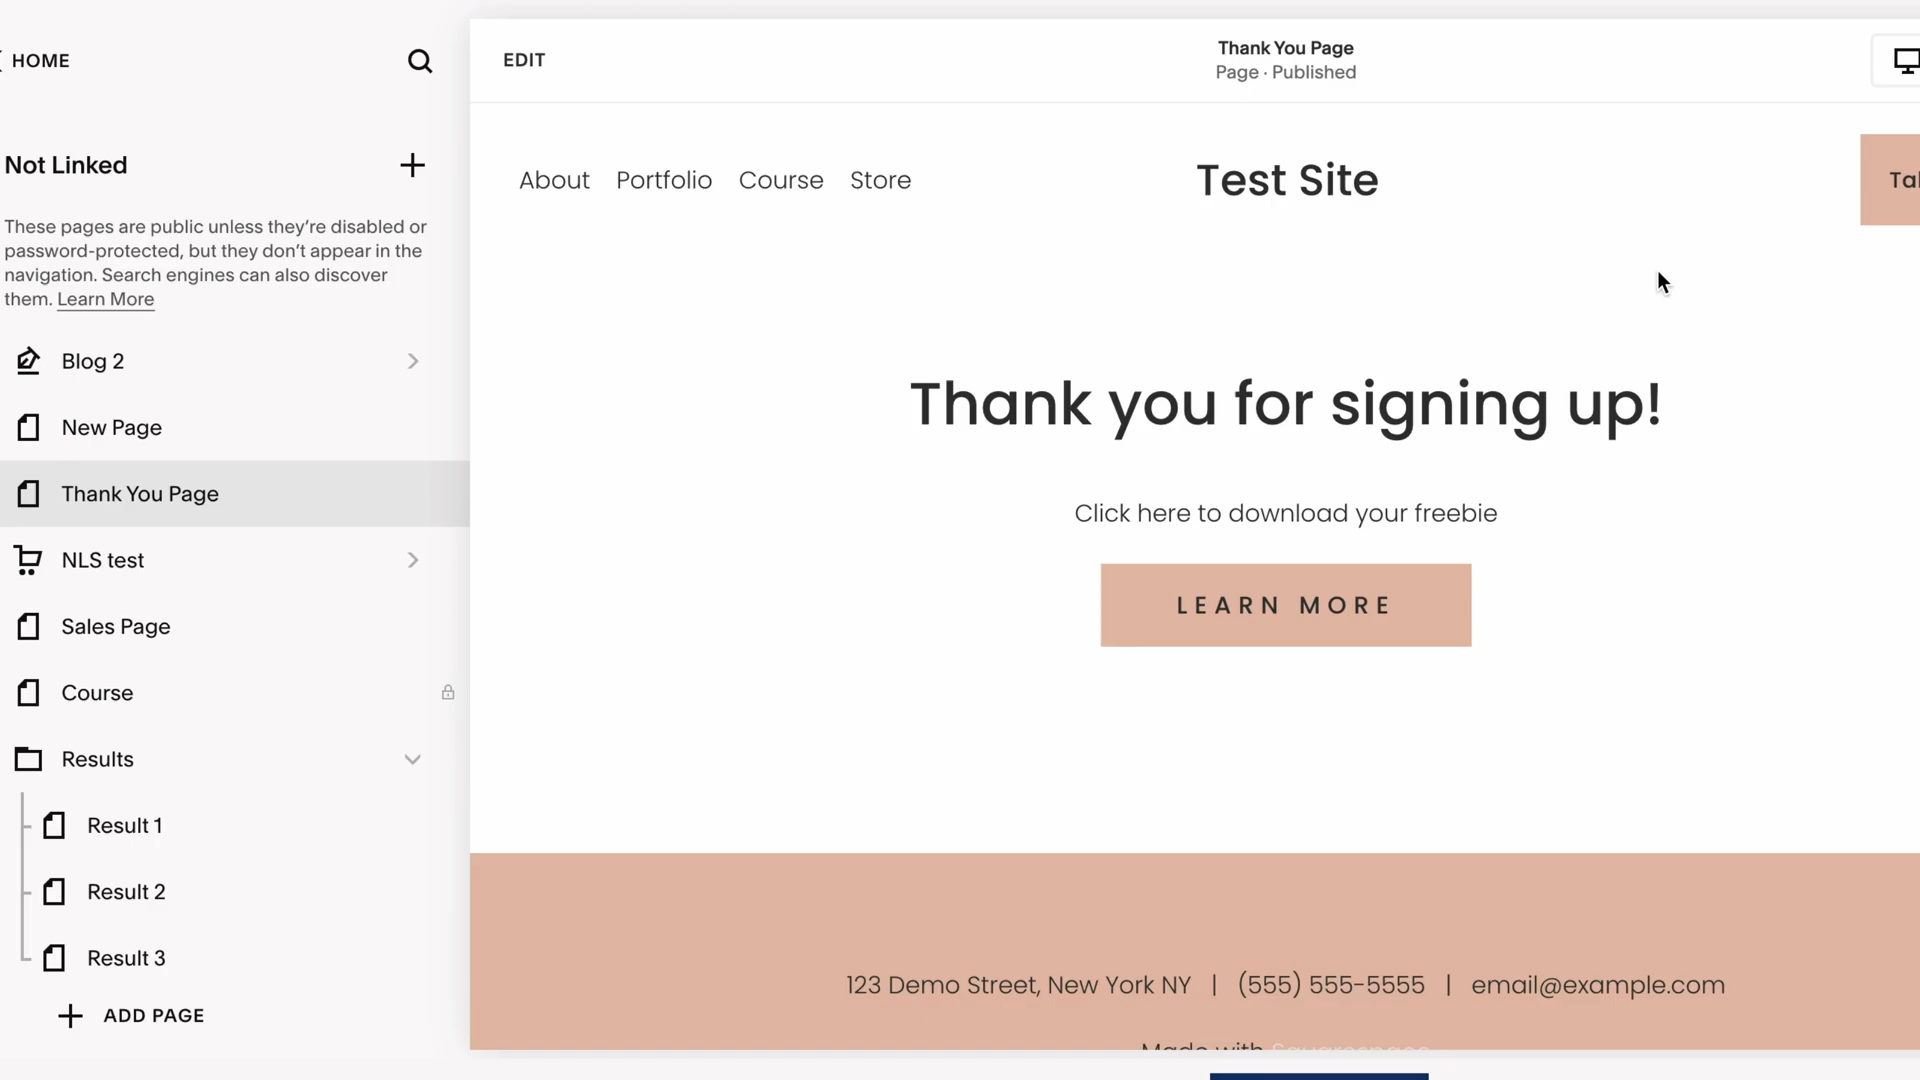 HOME
Not Linked
These pages are public unless they’re disabled or
password-protected, but they don’t appear in the
navigation. Search engines can also discover
them. Learn More
Blog 2
New Page
Thank You Page
NLS test
Sales Page
Course
Results
Result 1
Result 2
Result 3
ADD PAGE
EDIT
Thank You Page
Page · Published
About Portfolio Course Store
Test Site
Thank you for signing up!
Click here to download your freebie
LEARN MORE
123 Demo Street, New York NY | (555) 555-5555 | email@example.com
Made with Squarespace